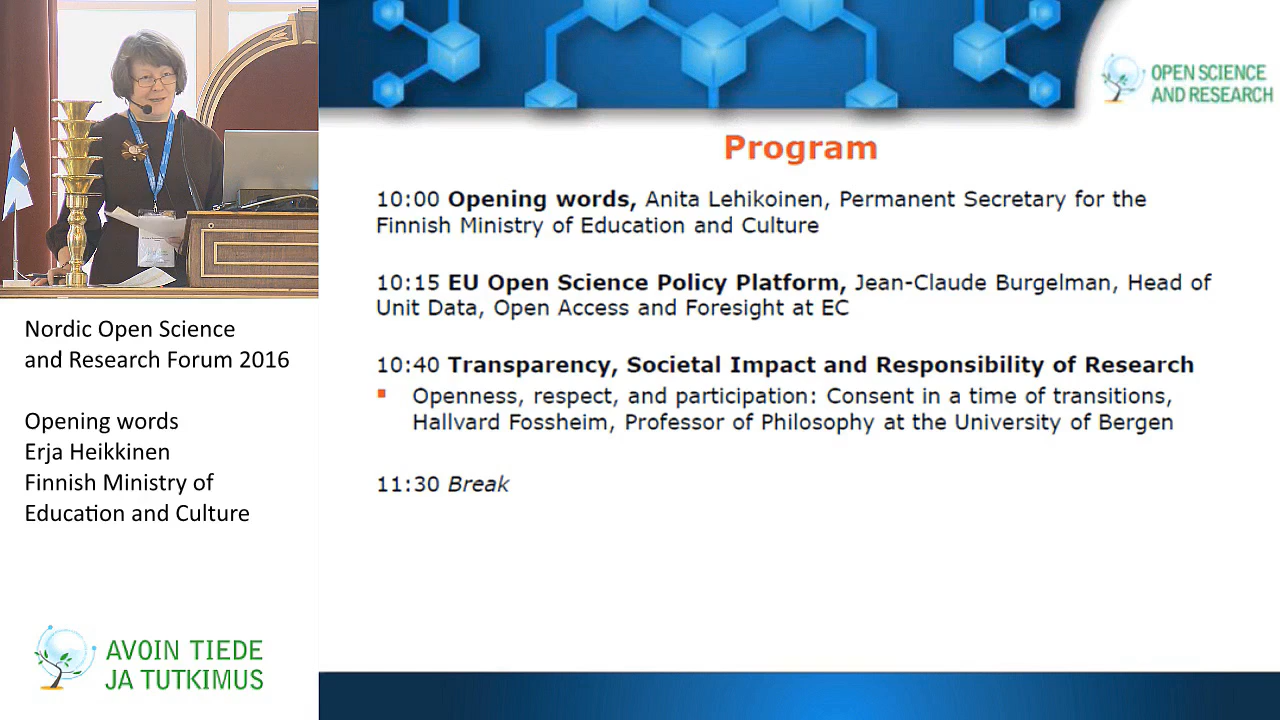 OPEN SCIENCE
AND RESEARCH
Program
10:00 Opening words, Anita Lehikoinen, Permanent Secretary for the
Finnish Ministry of Education and Culture
10:15 EU Open Science Policy Platform, Jean-Claude Burgelman, Head of
Unit Data, Open Access and Foresight at EC
10:40 Transparency, Societal Impact and Responsibility of Research
Openness, respect, and participation: Consent in a time of transitions,
Hallvard Fossheim, Professor of Philosophy at the University of Bergen
11:30 Break
Nordic Open Science
and Research Forum 2016
Opening words
Erja Heikkinen
Finnish Ministry of
Education and Culture
AVOIN TIEDE
JA TUTKIMUS